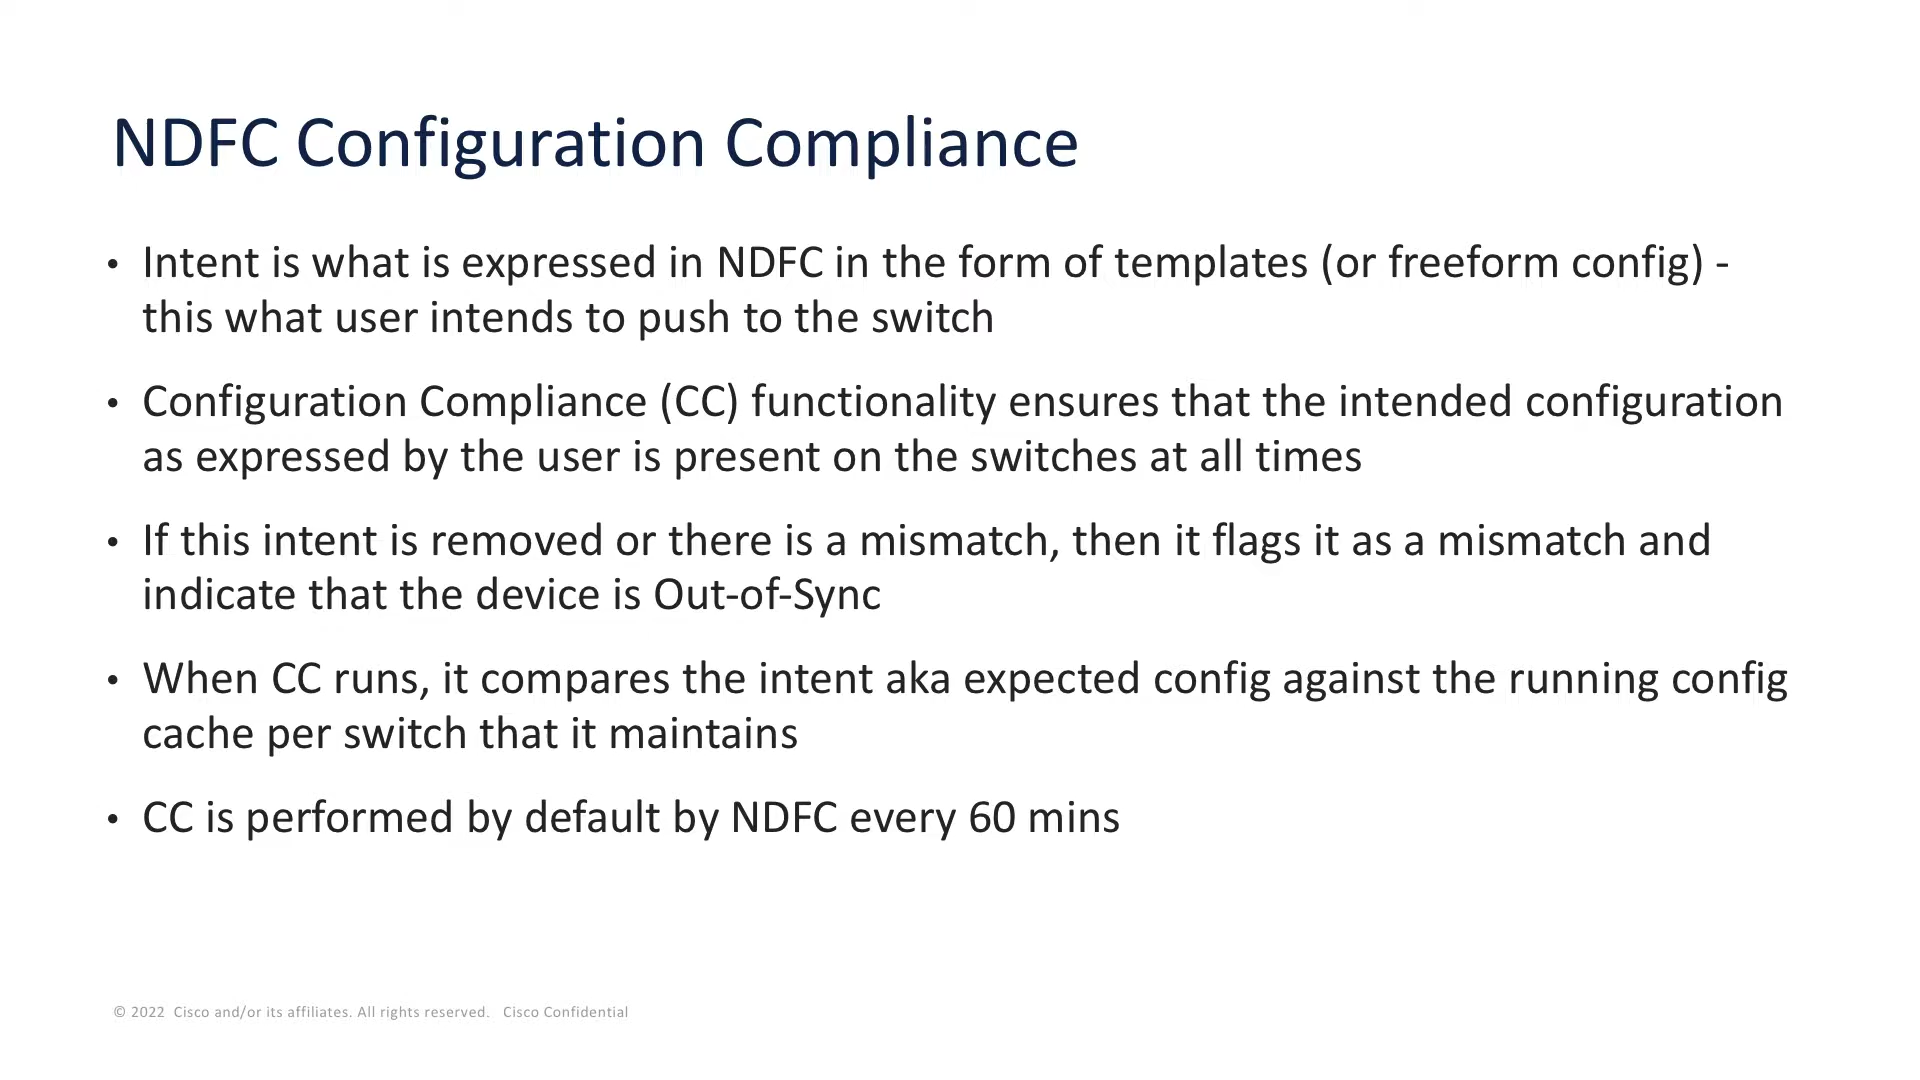 NDFC Configuration Compliance
• Intent is what is expressed in NDFC in the form of templates (or freeform config) -
this what user intends to push to the switch
• Configuration Compliance (CC) functionality ensures that the intended configuration
as expressed by the user is present on the switches at all times
• If this intent is removed or there is a mismatch, then it flags it as a mismatch and
indicate that the device is Out-of-Sync
• When CC runs, it compares the intent aka expected config against the running config
cache per switch that it maintains
• CC is performed by default by NDFC every 60 mins
© 2022 Cisco and/or its affiliates. All rights reserved. Cisco Confidential